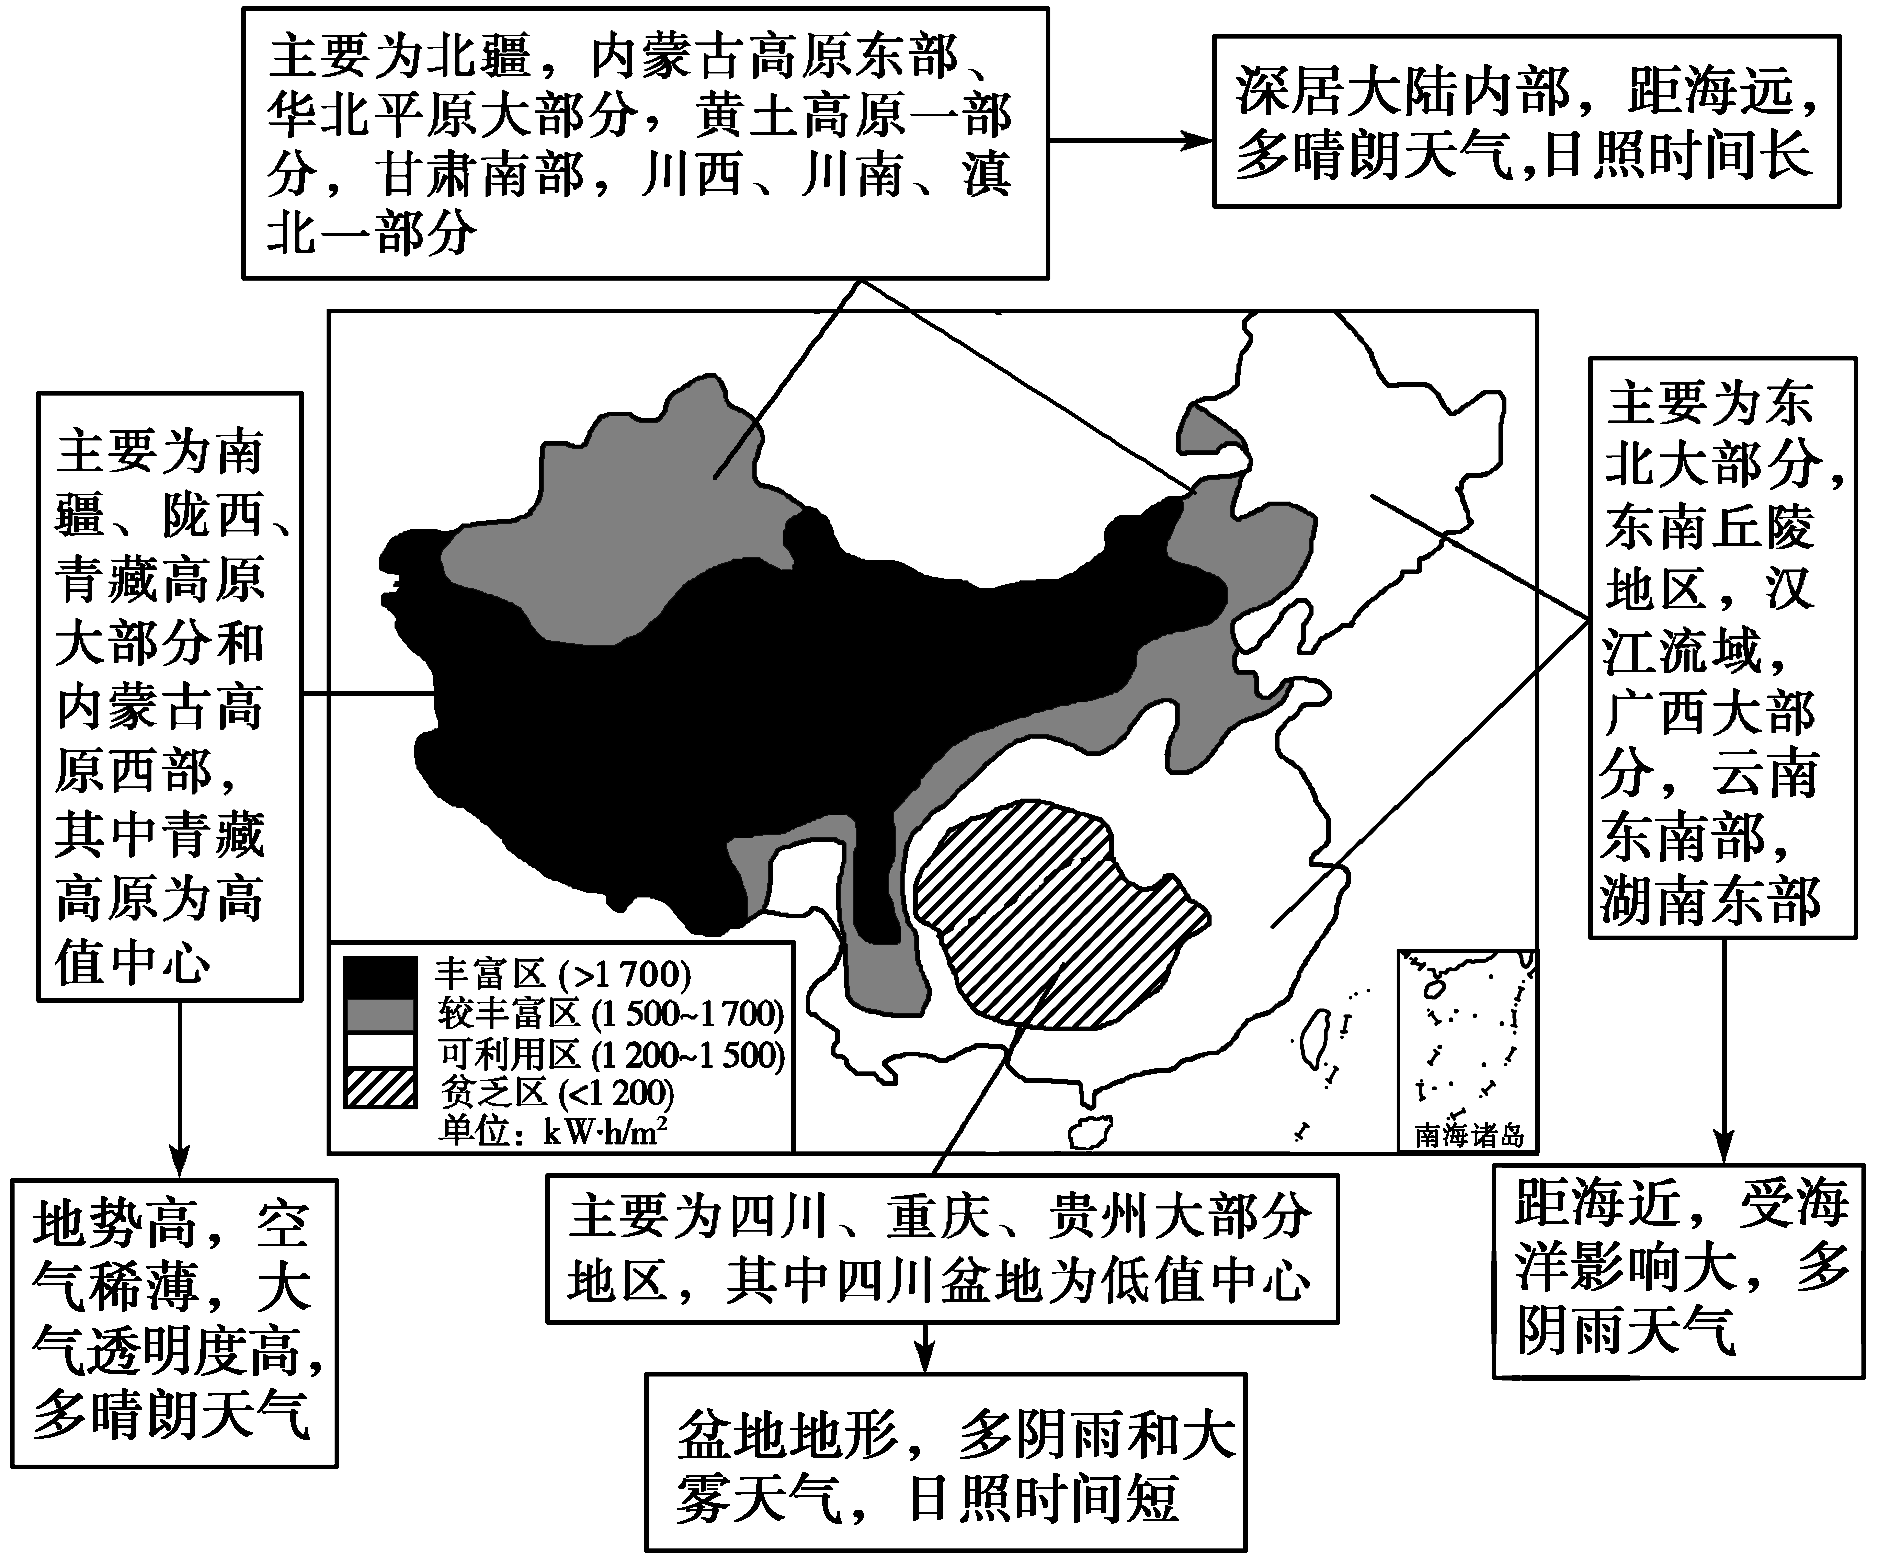 主要为北疆，内蒙古高原东部、
华北平原大部分，黄土高原一部
分，甘肃南部，川西、川南、滇
北一部分
深居大陆内部，距海远，
多晴朗天气，日照时间长
主要为南
疆、陇西、
青藏高原
大部分和
内蒙古高
原西部，
其中青藏
高原为高
值中心
主要为东
北大部分，
东南丘陵
地区，汉
江流域，
广西大部
分，云南
东南部，
湖南东部
丰富区 (>1 700)
较丰富区 (1 500~1 700)
可利用区 (1 200~1 500)
贫乏区 (<1 200)
单位：kW·h/m²
南海诸岛
地势高，空
气稀薄，大
气透明度高，
多晴朗天气
主要为四川、重庆、贵州大部分
地区，其中四川盆地为低值中心
距海近，受海
洋影响大，多
阴雨天气
盆地地形，多阴雨和大
雾天气，日照时间短